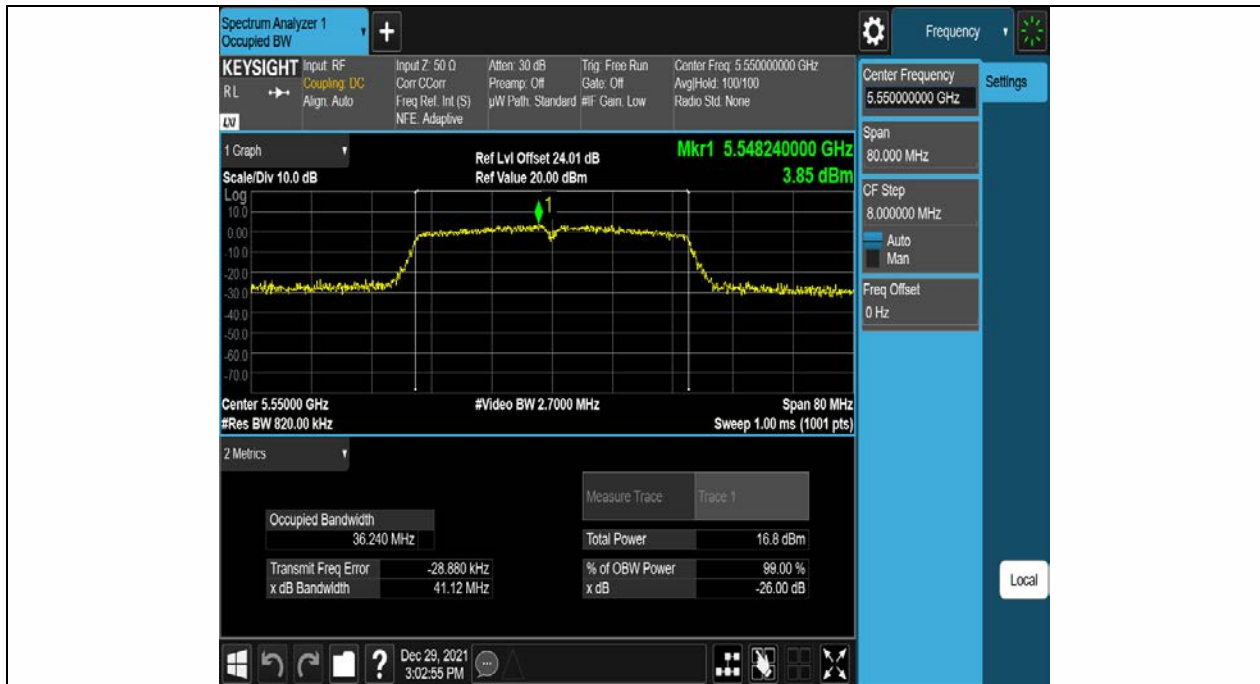 Spectrum Analyzer 1
Occupied BW
+
Frequency
KEYSIGHT
RL
LXI
Input: RF
Coupling: DC
Align: Auto
Input Z: 50 Ω
Corr CCorr
Freq Ref: Int (S)
NFE: Adaptive
Atten: 30 dB
Preamp: Off
µW Path: Standard
Trig: Free Run
Gate: Off
#IF Gain: Low
Center Freq: 5.550000000 GHz
Avg|Hold: 100/100
Radio Std: None
Center Frequency
5.550000000 GHz
Settings
Span
80.000 MHz
CF Step
8.000000 MHz
Auto
Man
Freq Offset
0 Hz
Local
1 Graph
Scale/Div 10.0 dB
Ref Lvl Offset 24.01 dB
Ref Value 20.00 dBm
Mkr1 5.548240000 GHz
3.85 dBm
Log
10.0
0.00
-10.0
-20.0
-30.0
-40.0
-50.0
-60.0
-70.0
1
Center 5.55000 GHz
#Res BW 820.00 kHz
#Video BW 2.7000 MHz
Span 80 MHz
Sweep 1.00 ms (1001 pts)
2 Metrics
Measure Trace Trace 1
Occupied Bandwidth
36.240 MHz
Total Power 16.8 dBm
Transmit Freq Error -28.880 kHz
% of OBW Power 99.00 %
x dB Bandwidth 41.12 MHz
x dB -26.00 dB
?
Dec 29, 2021
3:02:55 PM